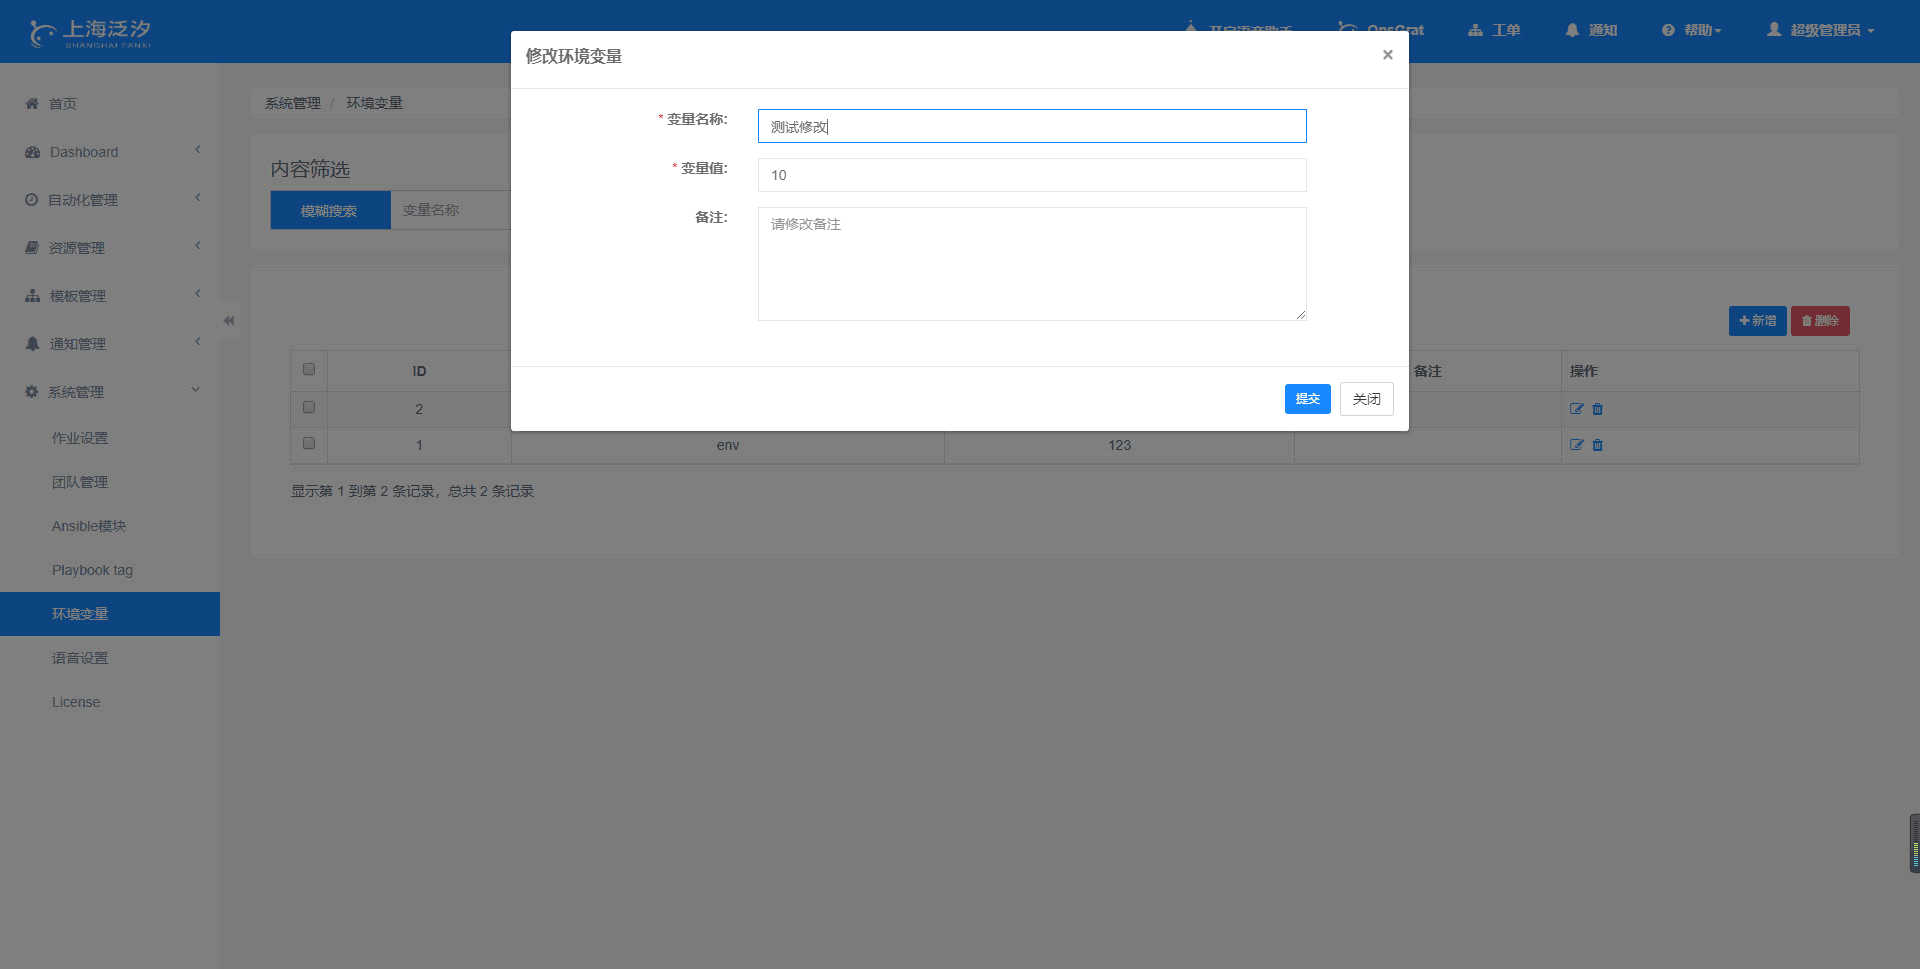 上海泛汐
SHANGHAI FANXI
工单
通知
帮助
超级管理员
首页
Dashboard
自动化管理
资源管理
模板管理
通知管理
系统管理
作业设置
团队管理
Ansible模块
Playbook tag
环境变量
语音设置
License
系统管理 / 环境变量
内容筛选
模糊搜索 变量名称
新增 删除
ID 备注 操作
2
1 env 123
显示第 1 到第 2 条记录，总共 2 条记录
修改环境变量 ×
* 变量名称: 测试修改
* 变量值: 10
备注: 请修改备注
提交 关闭